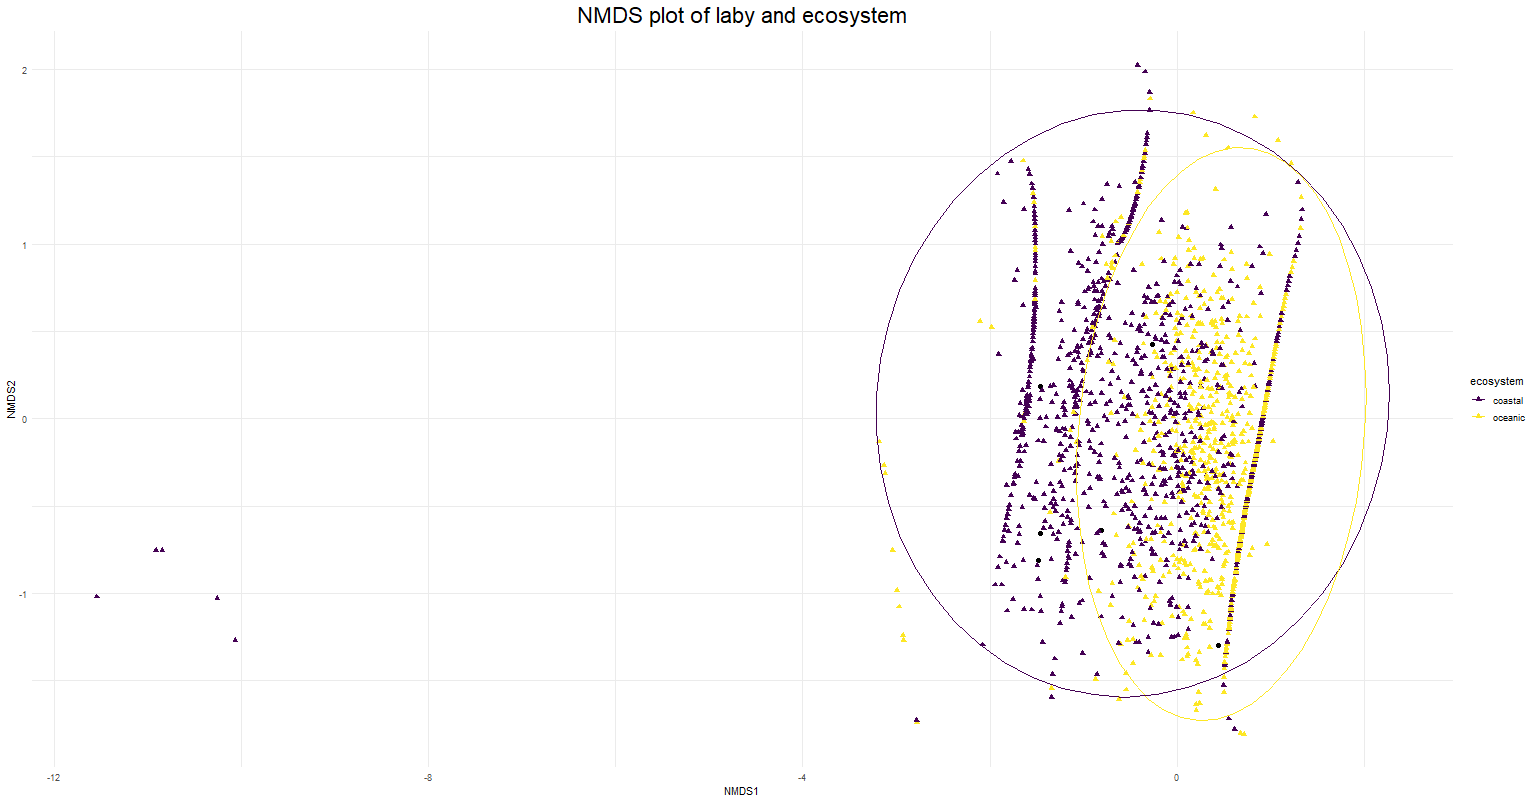 NMDS plot of laby and ecosystem
2
1
0
-1
NMDS2
-12
-8
-4
0
NMDS1
ecosystem
coastal
oceanic